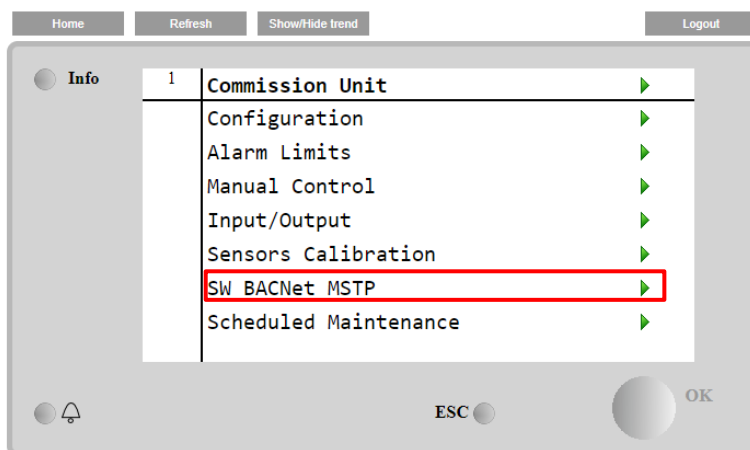 Home Refresh Show/Hide trend Logout
Info 1 Commission Unit
Configuration
Alarm Limits
Manual Control
Input/Output
Sensors Calibration
SW BACNet MSTP
Scheduled Maintenance
ESC OK